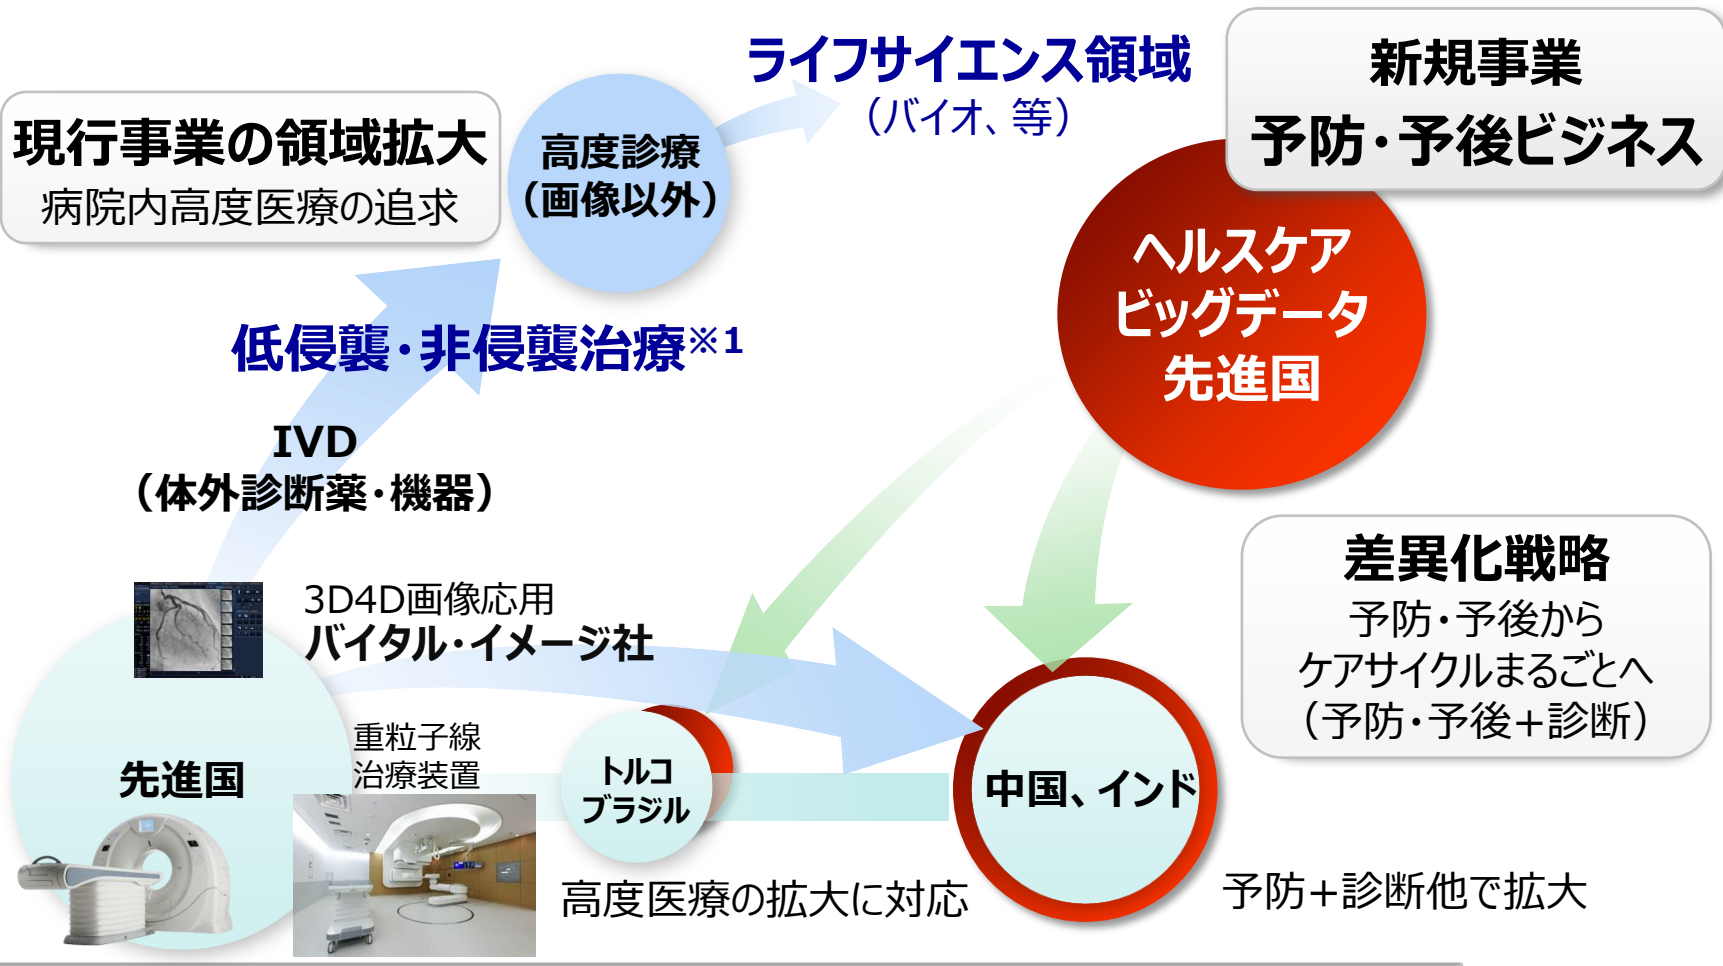 ライフサイエンス領域
（バイオ、等）
新規事業
予防・予後ビジネス
現行事業の領域拡大
病院内高度医療の追求
高度診療
（画像以外）
ヘルスケア
ビッグデータ
先進国
低侵襲・非侵襲治療※1
IVD
（体外診断薬・機器）
差異化戦略
予防・予後から
ケアサイクルまるごとへ
（予防・予後＋診断）
3D4D画像応用
バイタル・イメージ社
重粒子線
治療装置
先進国
トルコ
ブラジル
中国、インド
高度医療の拡大に対応
予防＋診断他で拡大